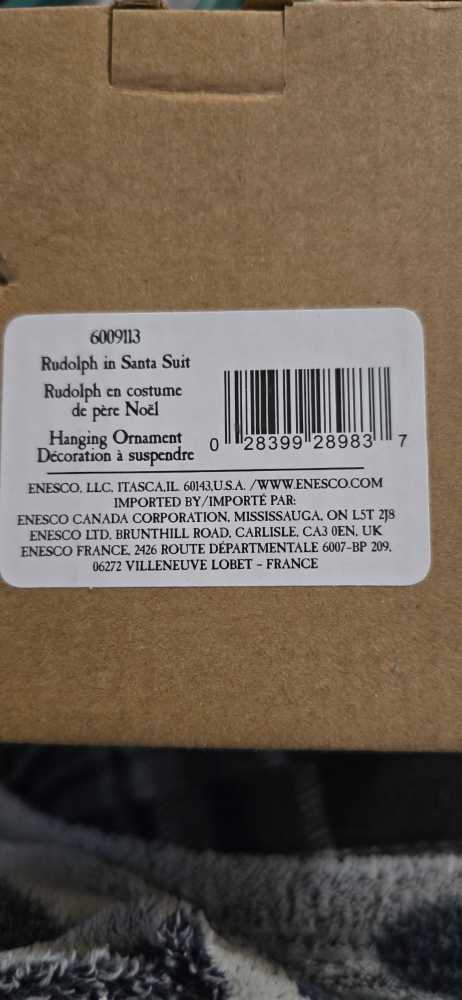 6009113
Rudolph in Santa Suit
Rudolph en costume
de père Noël
Hanging Ornament
Décoration à suspendre
0 28399 28983 7
ENESCO, LLC, ITASCA,IL 60143,U.S.A. /WWW.ENESCO.COM
IMPORTED BY/IMPORTÉ PAR:
ENESCO CANADA CORPORATION, MISSISSAUGA, ON L5T 2J8
ENESCO LTD, BRUNTHILL ROAD, CARLISLE, CA3 0EN, UK
ENESCO FRANCE, 2426 ROUTE DÉPARTMENTALE 6007-BP 209,
06272 VILLENEUVE LOBET - FRANCE